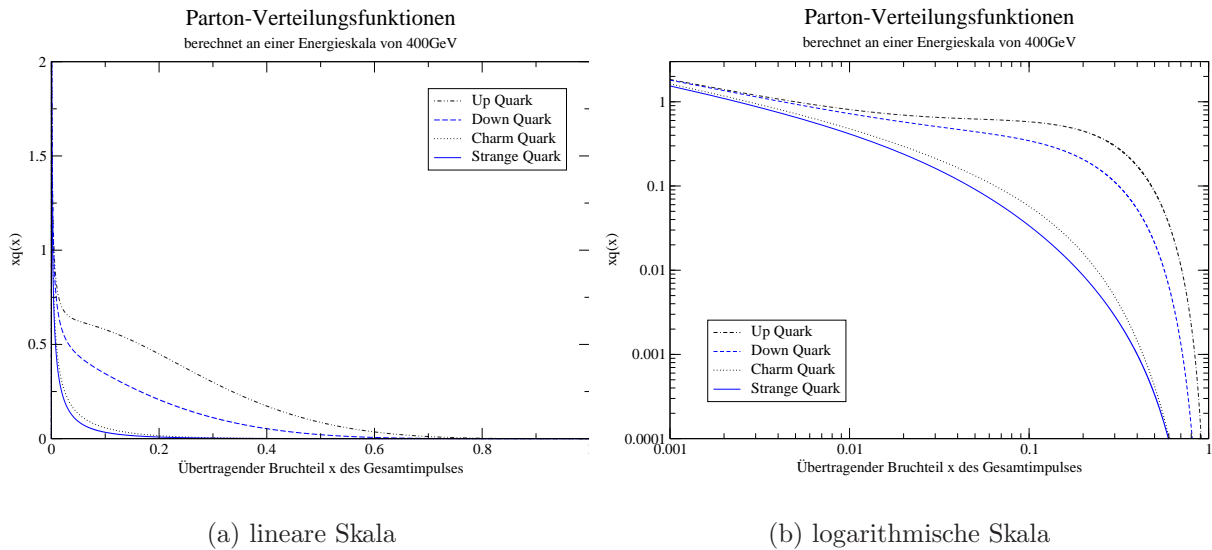 Parton-Verteilungsfunktionen
berechnet an einer Energieskala von 400GeV
2
1.5
1
0.5
0
xq(x)
Up Quark
Down Quark
Charm Quark
Strange Quark
0 0.2 0.4 0.6 0.8
Übertragender Bruchteil x des Gesamtimpulses
(a) lineare Skala
Parton-Verteilungsfunktionen
berechnet an einer Energieskala von 400GeV
1
0.1
0.01
0.001
0.0001
xq(x)
Up Quark
Down Quark
Charm Quark
Strange Quark
0.001 0.01 0.1 1
Übertragender Bruchteil x des Gesamtimpulses
(b) logarithmische Skala